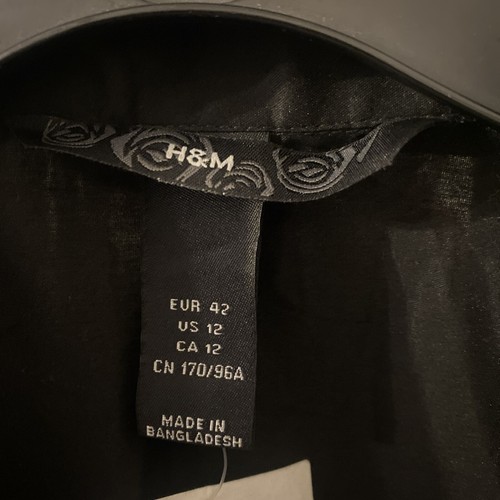 H&M
EUR 42
US 12
CA 12
CN 170/96A
MADE IN
BANGLADESH